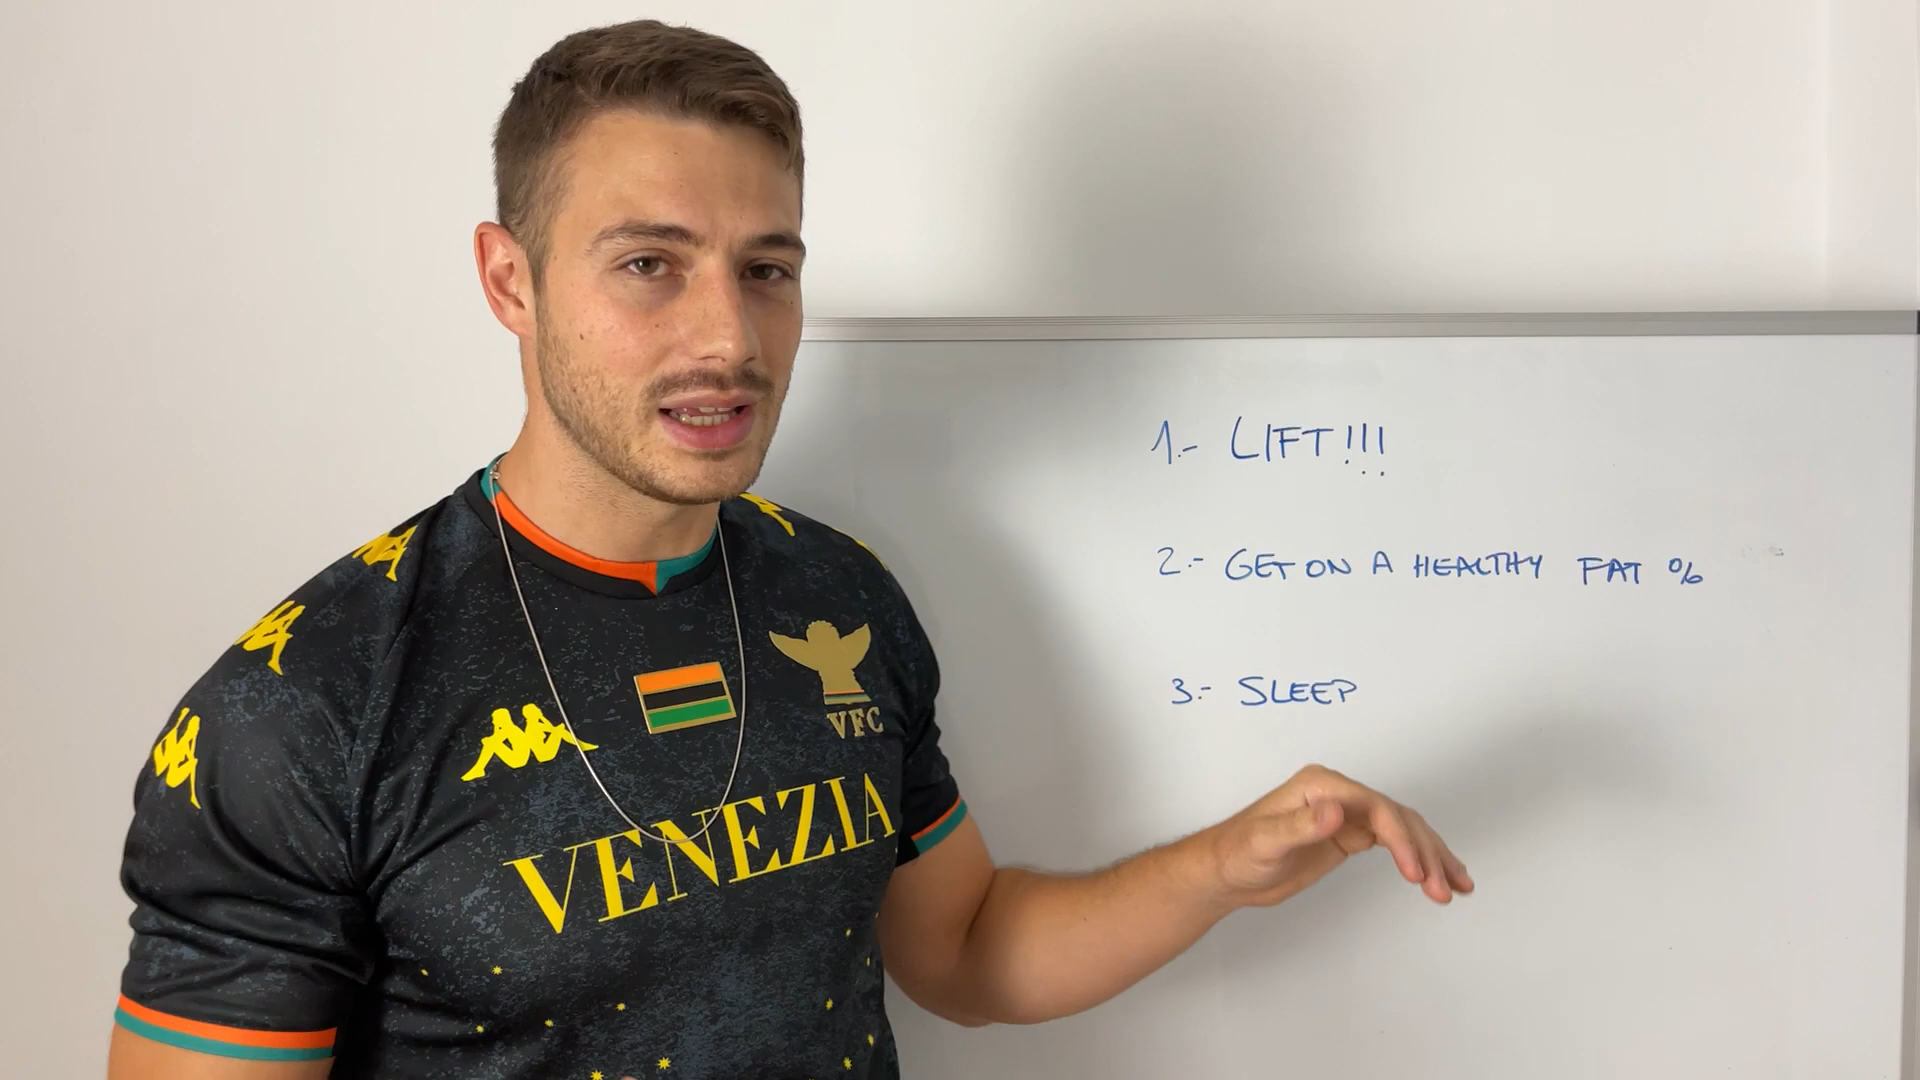 1.- LIFT!!!
2.- GET ON A HEALTHY FAT %
3.- SLEEP
VFC
VENEZIA